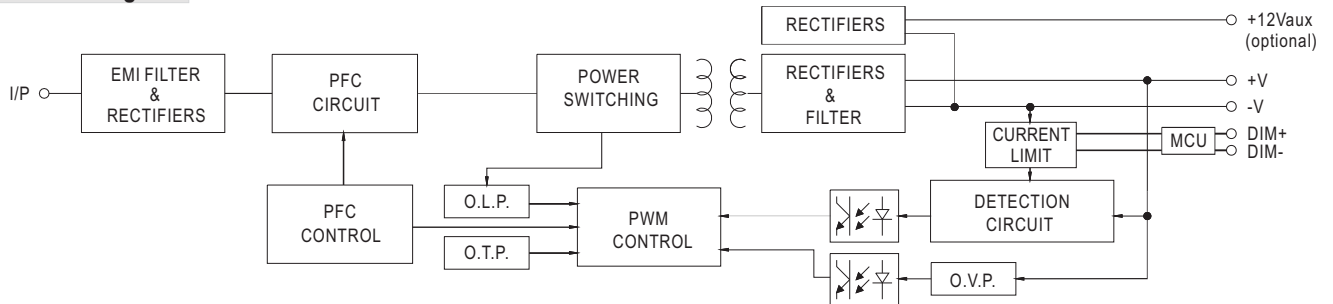 RECTIFIERS
+12Vaux
(optional)
EMI FILTER
&
RECTIFIERS
PFC
CIRCUIT
POWER
SWITCHING
RECTIFIERS
&
FILTER
I/P
+V
-V
CURRENT
LIMIT
MCU
DIM+
DIM-
O.L.P.
PFC
CONTROL
PWM
CONTROL
DETECTION
CIRCUIT
O.T.P.
O.V.P.